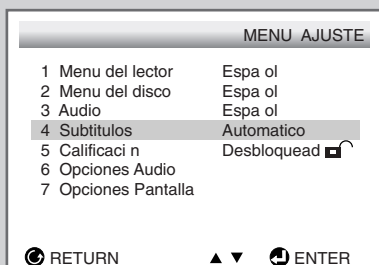 MENU AJUSTE
1 Menu del lector Espa ol
2 Menu del disco Espa ol
3 Audio Espa ol
4 Subtitulos Automatico
5 Calificaci n Desbloquead
6 Opciones Audio
7 Opciones Pantalla
RETURN ▲ ▼ ENTER